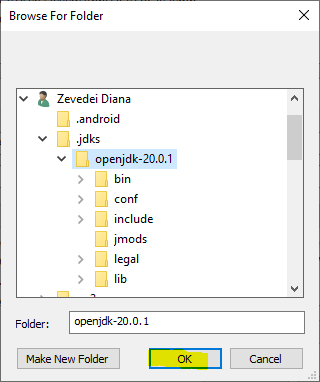 Browse For Folder
Zevedei Diana
.android
.jdks
openjdk-20.0.1
bin
conf
include
jmods
legal
lib
Folder:
openjdk-20.0.1
Make New Folder
OK
Cancel